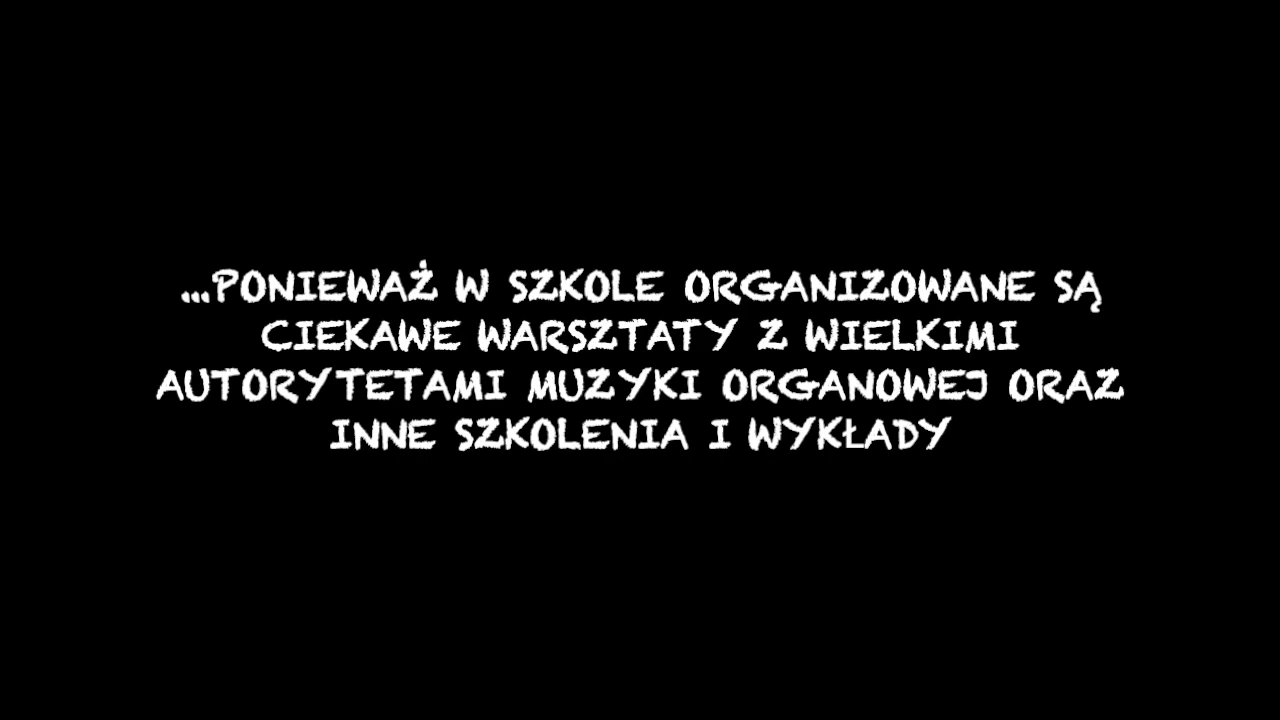 ...PONIEWAŻ W SZKOLE ORGANIZOWANE SĄ
CIEKAWE WARSZTATY Z WIELKIMI
AUTORYTETAMI MUZYKI ORGANOWEJ ORAZ
INNE SZKOLENIA I WYKŁADY